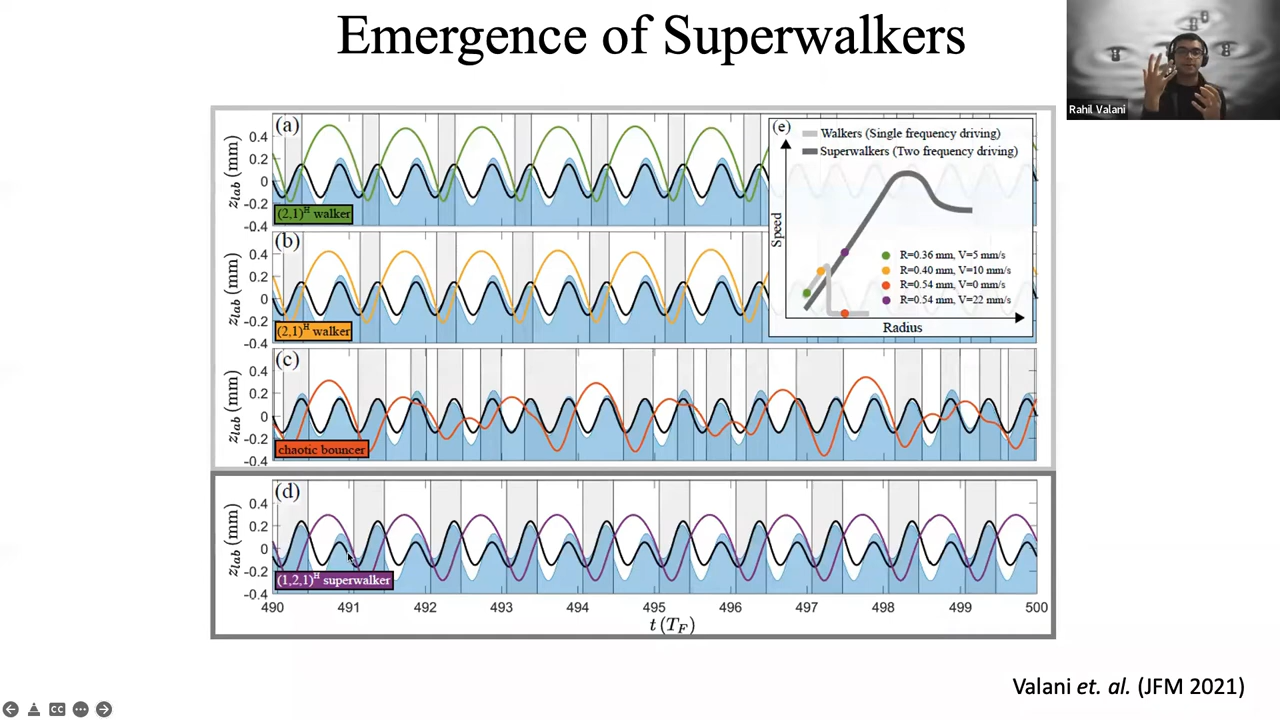 Emergence of Superwalkers
Rahil Valani
(a)
z_lab (mm)
0.4
0.2
0
-0.2
-0.4
(2,1)^H walker
(b)
z_lab (mm)
0.4
0.2
0
-0.2
-0.4
(2,1)^H walker
(c)
z_lab (mm)
0.4
0.2
0
-0.2
-0.4
chaotic bouncer
(d)
z_lab (mm)
0.4
0.2
0
-0.2
-0.4
(1,2,1)^H superwalker
490 491 492 493 494 495 496 497 498 499 500
t (T_F)
(e)
Walkers (Single frequency driving)
Superwalkers (Two frequency driving)
Speed
R=0.36 mm, V=5 mm/s
R=0.40 mm, V=10 mm/s
R=0.54 mm, V=0 mm/s
R=0.54 mm, V=22 mm/s
Radius
Valani et. al. (JFM 2021)
CC